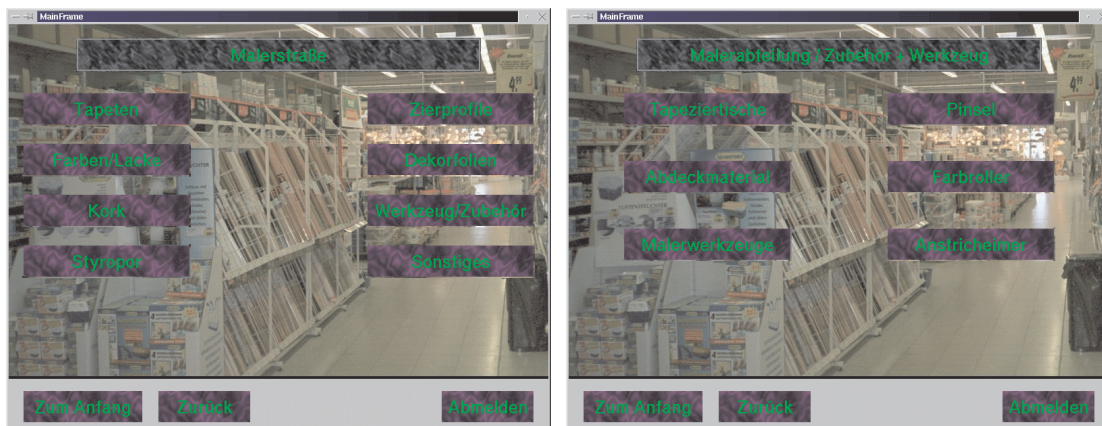 MainFrame
Malerstraße
Tapeten
Zierprofile
Farben/Lacke
Dekorfolien
Kork
Werkzeug/Zubehör
Styropor
Sonstiges
Zum Anfang
Zurück
Abmelden
MainFrame
Malerabteilung / Zubehör + Werkzeug
Tapeziertische
Pinsel
Abdeckmaterial
Farbroller
Malerwerkzeuge
Anstricheimer
Zum Anfang
Zurück
Abmelden